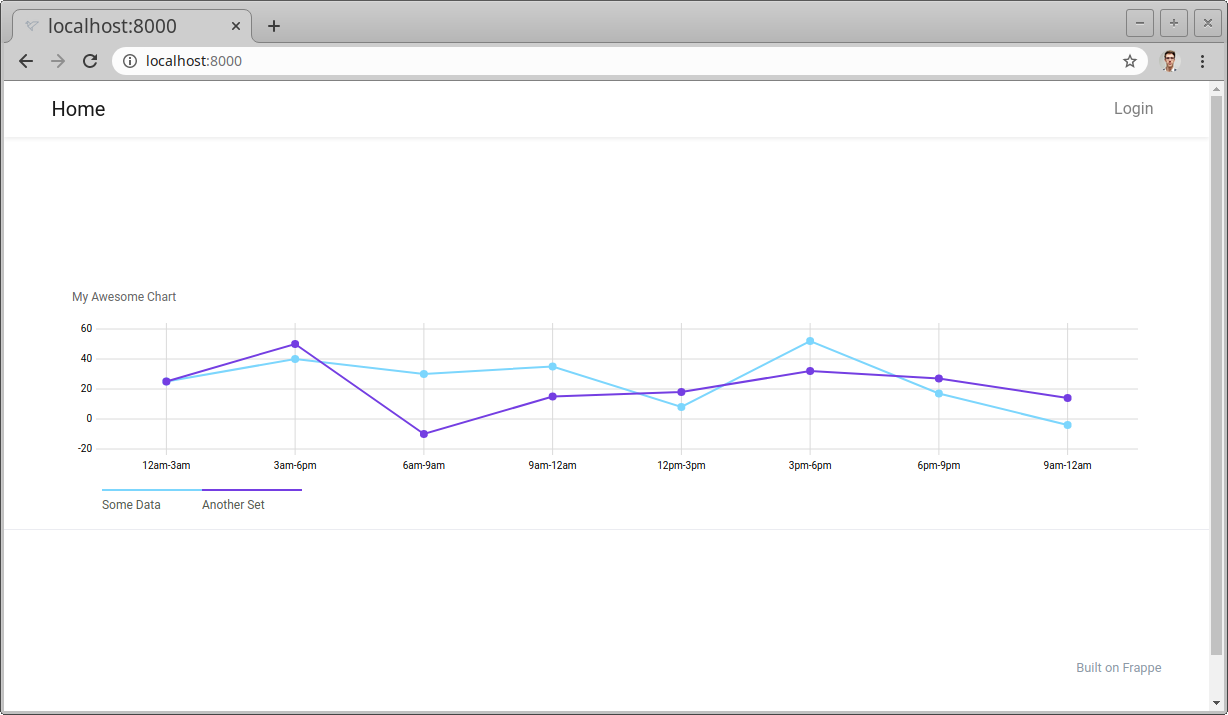 localhost:8000
localhost:8000
Home
Login
My Awesome Chart
60
40
20
0
-20
12am-3am 3am-6pm 6am-9am 9am-12am 12pm-3pm 3pm-6pm 6pm-9pm 9am-12am
Some Data Another Set
Built on Frappe